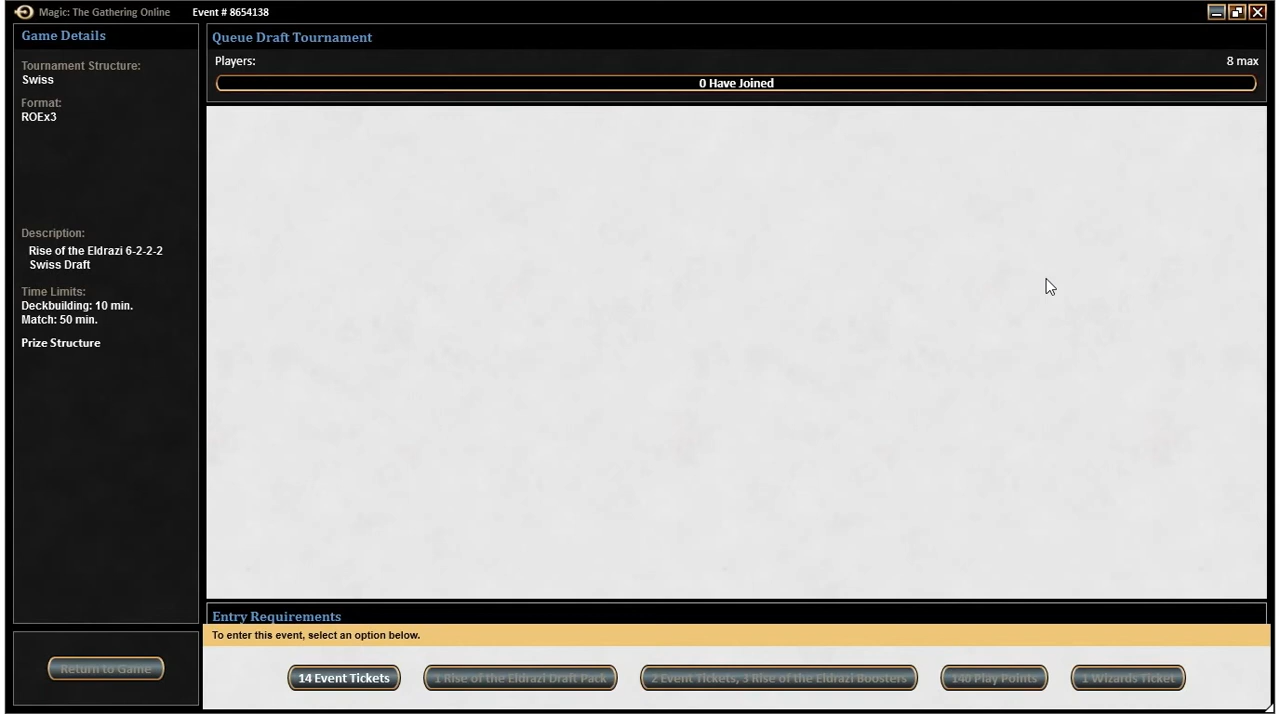 Magic: The Gathering Online Event # 8654138
Game Details
Tournament Structure:
Swiss
Format:
ROEx3
Description:
Rise of the Eldrazi 6-2-2-2
Swiss Draft
Time Limits:
Deckbuilding: 10 min.
Match: 50 min.
Prize Structure
Return to Game
Queue Draft Tournament
Players: 8 max
0 Have Joined
Entry Requirements
To enter this event, select an option below.
14 Event Tickets 1 Rise of the Eldrazi Draft Pack 2 Event Tickets, 3 Rise of the Eldrazi Boosters 140 Play Points 1 Wizards Ticket